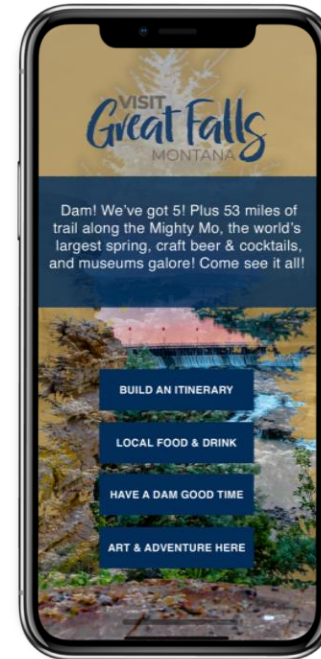 VISIT
Great Falls
MONTANA
Dam! We've got 5! Plus 53 miles of
trail along the Mighty Mo, the world's
largest spring, craft beer & cocktails,
and museums galore! Come see it all!
BUILD AN ITINERARY
LOCAL FOOD & DRINK
HAVE A DAM GOOD TIME
ART & ADVENTURE HERE